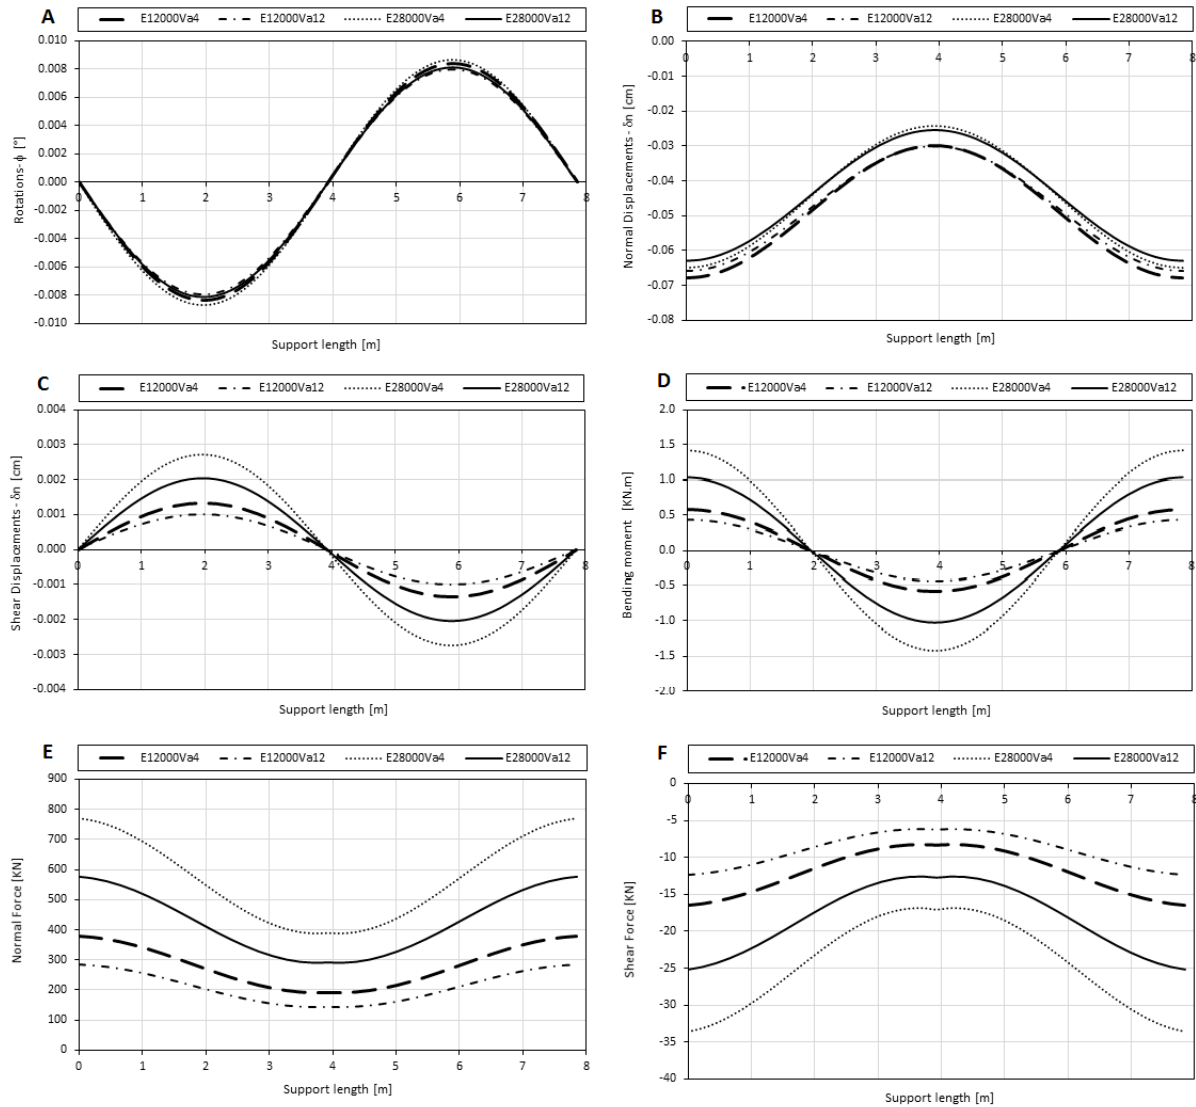 A
E12000Va4 E12000Va12 E28000Va4 E28000Va12
0.010
0.008
0.006
0.004
0.002
0.000
-0.002
-0.004
-0.006
-0.008
-0.010
Rotations-ϕ [°]
0 1 2 3 4 5 6 7 8
Support length [m]
B
E12000Va4 E12000Va12 E28000Va4 E28000Va12
0.00
-0.01
-0.02
-0.03
-0.04
-0.05
-0.06
-0.07
-0.08
Normal Displacements - δn [cm]
0 1 2 3 4 5 6 7 8
Support length [m]
C
E12000Va4 E12000Va12 E28000Va4 E28000Va12
0.004
0.003
0.002
0.001
0.000
-0.001
-0.002
-0.003
-0.004
Shear Displacements - δn [cm]
0 1 2 3 4 5 6 7 8
Support length [m]
D
E12000Va4 E12000Va12 E28000Va4 E28000Va12
2.0
1.5
1.0
0.5
0.0
-0.5
-1.0
-1.5
-2.0
Bending moment [KN.m]
0 1 2 3 4 5 6 7 8
Support length [m]
E
E12000Va4 E12000Va12 E28000Va4 E28000Va12
900
800
700
600
500
400
300
200
100
0
Normal Force [KN]
0 1 2 3 4 5 6 7 8
Support length [m]
F
E12000Va4 E12000Va12 E28000Va4 E28000Va12
0
-5
-10
-15
-20
-25
-30
-35
-40
Shear Force [KN]
0 1 2 3 4 5 6 7 8
Support length [m]